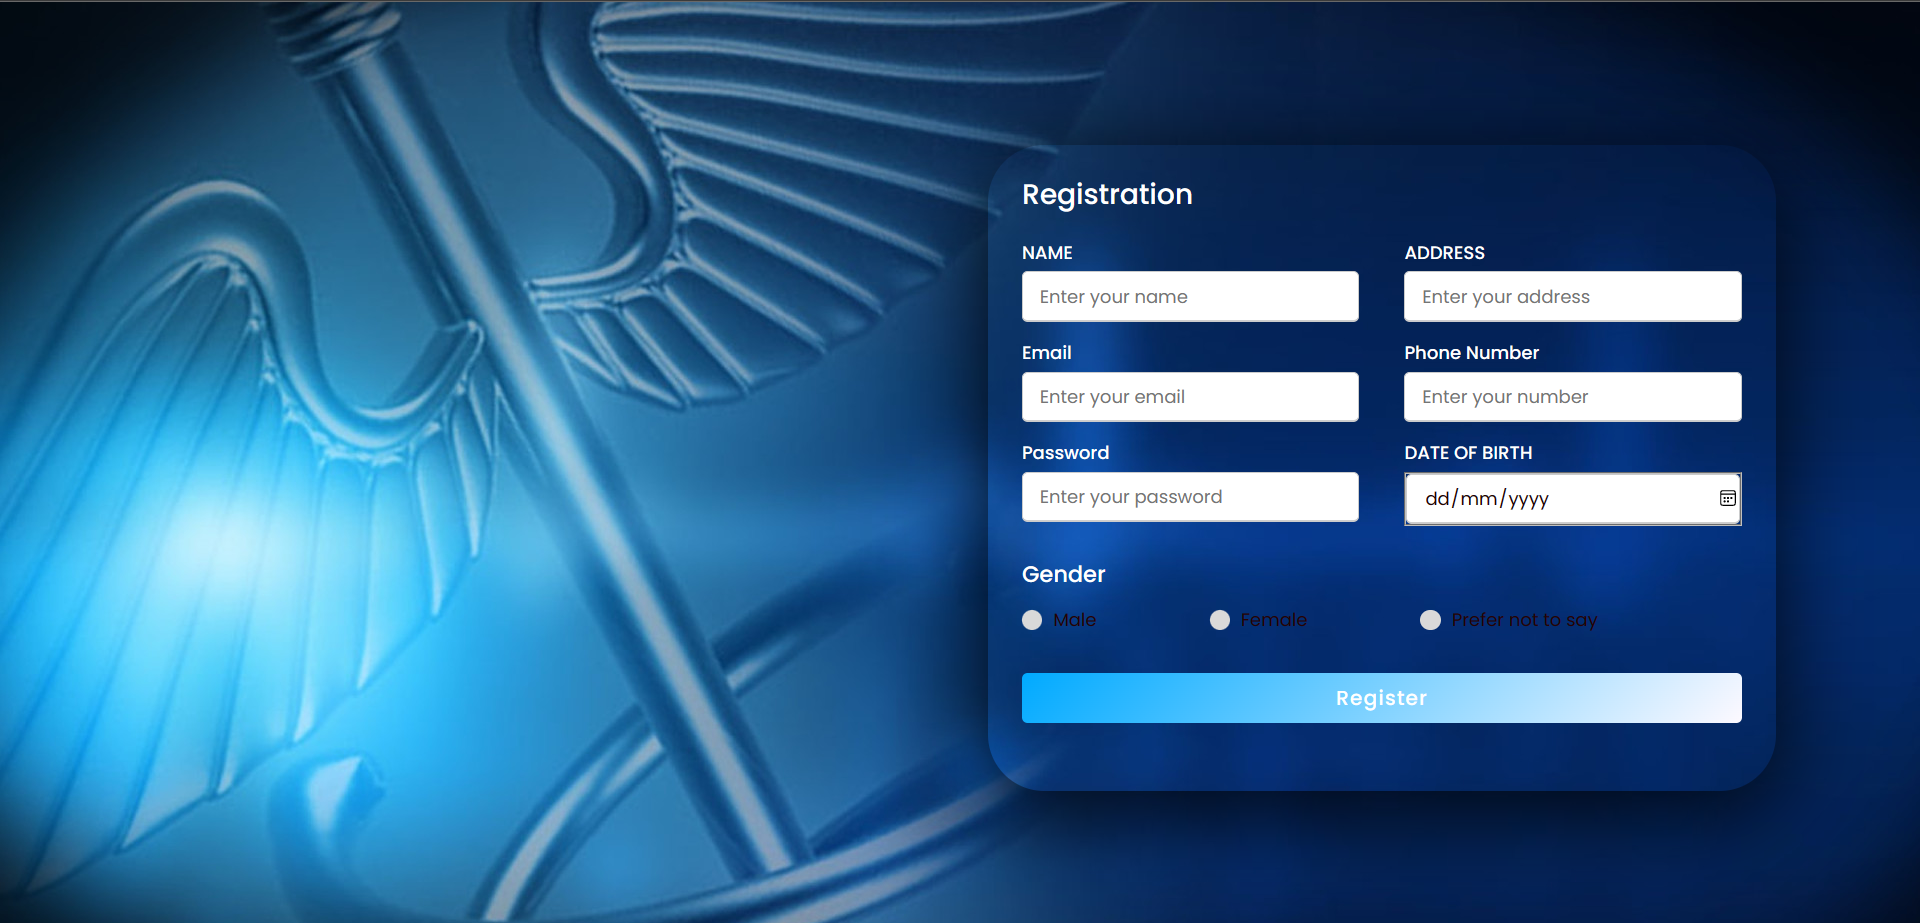 Registration
NAME
ADDRESS
Enter your name
Enter your address
Email
Phone Number
Enter your email
Enter your number
Password
DATE OF BIRTH
Enter your password
dd/mm/yyyy
Gender
Male
Female
Prefer not to say
Register